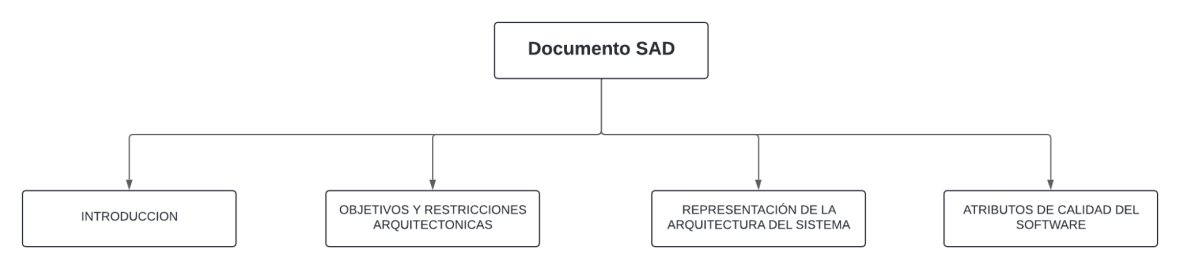 Documento SAD
INTRODUCCION
OBJETIVOS Y RESTRICCIONES
ARQUITECTONICAS
REPRESENTACIÓN DE LA
ARQUITECTURA DEL SISTEMA
ATRIBUTOS DE CALIDAD DEL
SOFTWARE